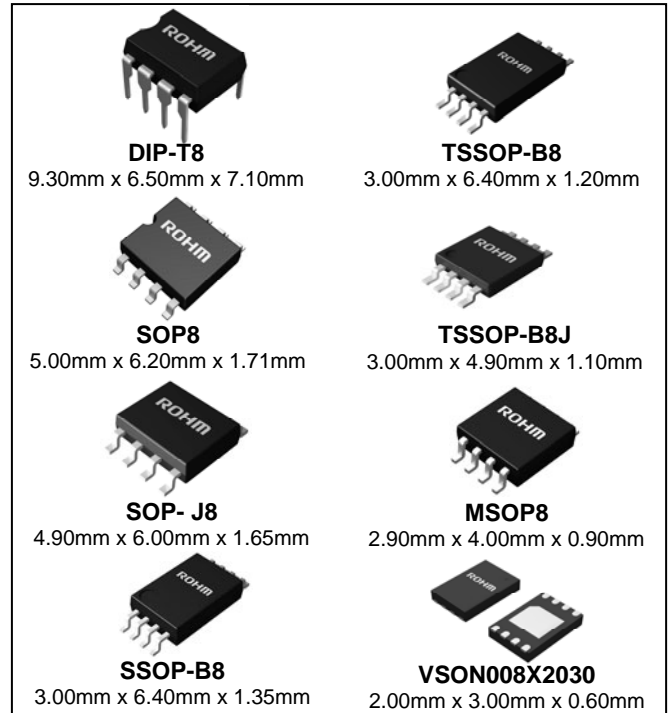 ROHM
DIP-T8
9.30mm x 6.50mm x 7.10mm
ROHM
TSSOP-B8
3.00mm x 6.40mm x 1.20mm
ROHM
SOP8
5.00mm x 6.20mm x 1.71mm
ROHM
TSSOP-B8J
3.00mm x 4.90mm x 1.10mm
ROHM
SOP- J8
4.90mm x 6.00mm x 1.65mm
ROHM
MSOP8
2.90mm x 4.00mm x 0.90mm
ROHM
SSOP-B8
3.00mm x 6.40mm x 1.35mm
ROHM
VSON008X2030
2.00mm x 3.00mm x 0.60mm